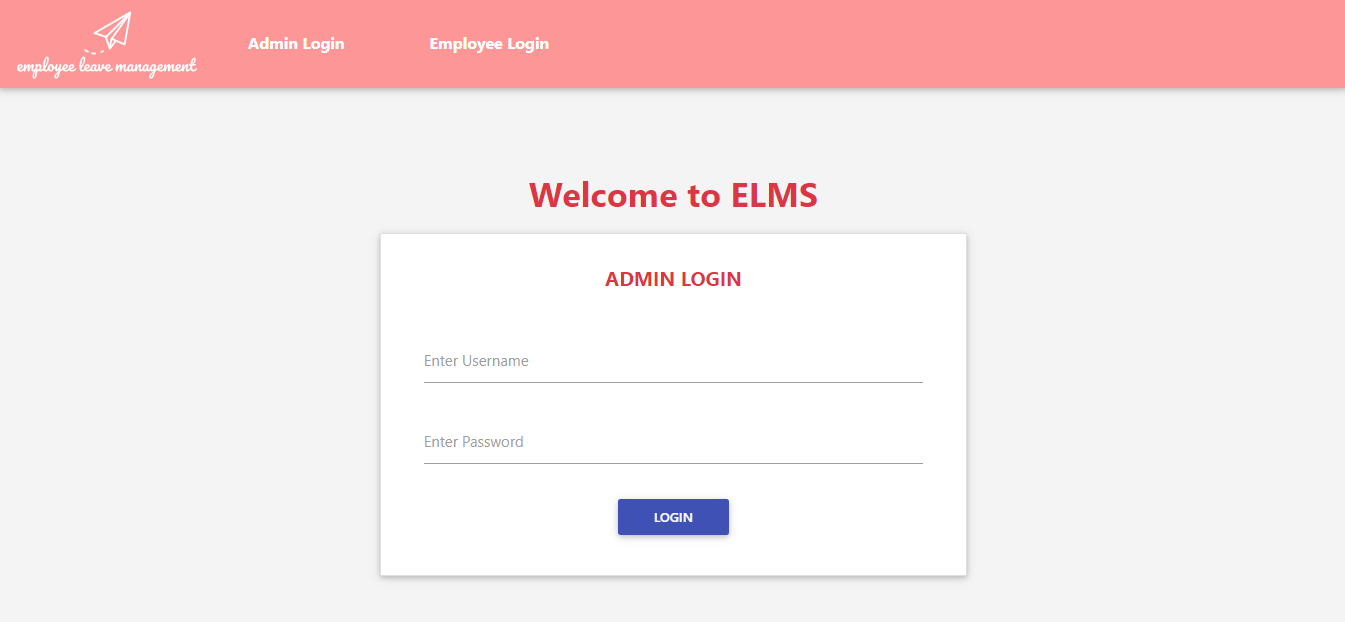 employee leave management
Admin Login
Employee Login
Welcome to ELMS
ADMIN LOGIN
Enter Username
Enter Password
LOGIN